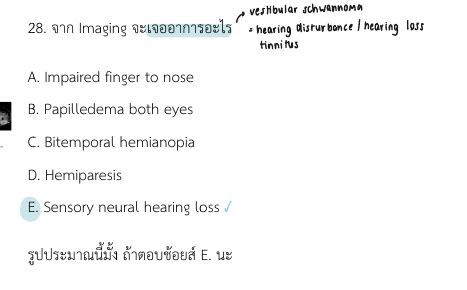 28. จาก Imaging จะเจออาการอะไร
vestibular schwannoma
= hearing disturbance / hearing loss
tinnitus
A. Impaired finger to nose
B. Papilledema both eyes
C. Bitemporal hemianopia
D. Hemiparesis
E. Sensory neural hearing loss ✓
รูปประมาณนี้มั้ง ถ้าตอบช้อยส์ E. นะ